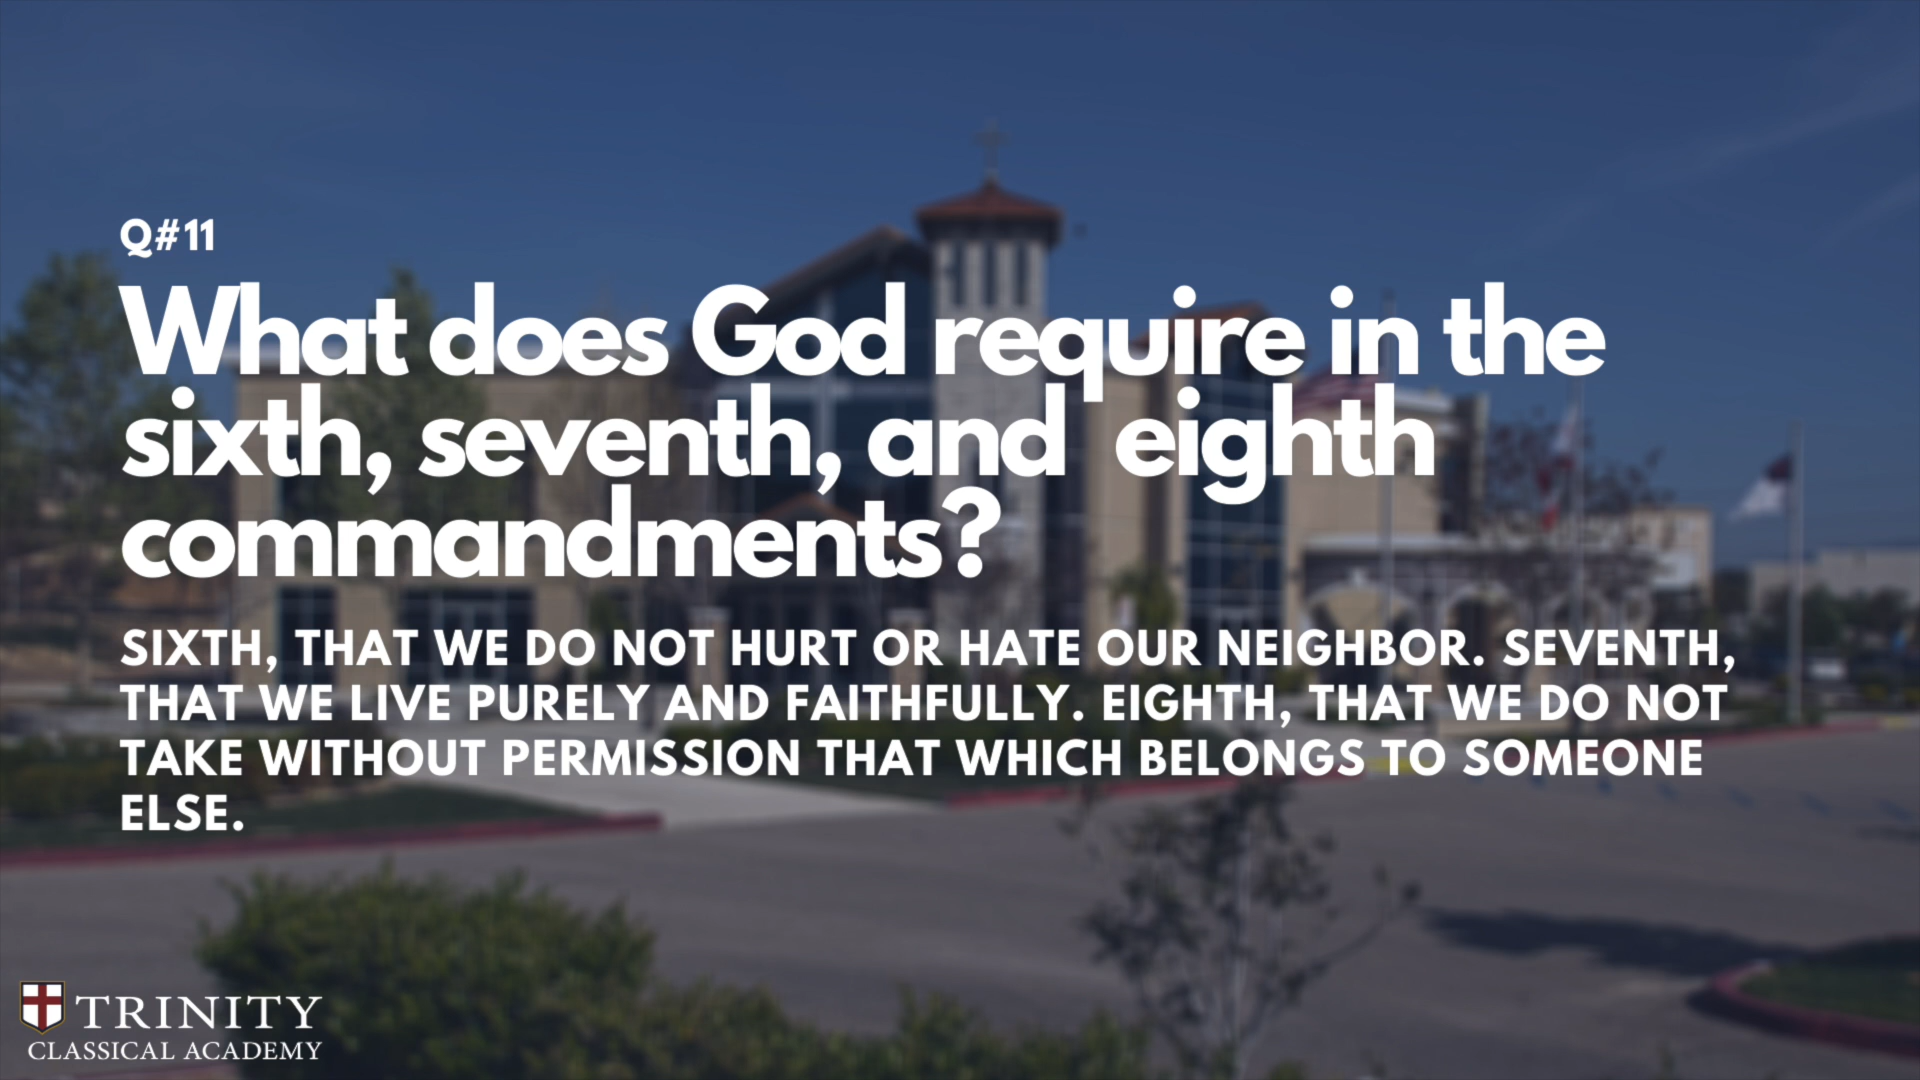 Q#11
What does God require in the
sixth, seventh, and  eighth
commandments?
SIXTH, THAT WE DO NOT HURT OR HATE OUR NEIGHBOR. SEVENTH,
THAT WE LIVE PURELY AND FAITHFULLY. EIGHTH, THAT WE DO NOT
TAKE WITHOUT PERMISSION THAT WHICH BELONGS TO SOMEONE
ELSE.
TRINITY
CLASSICAL ACADEMY